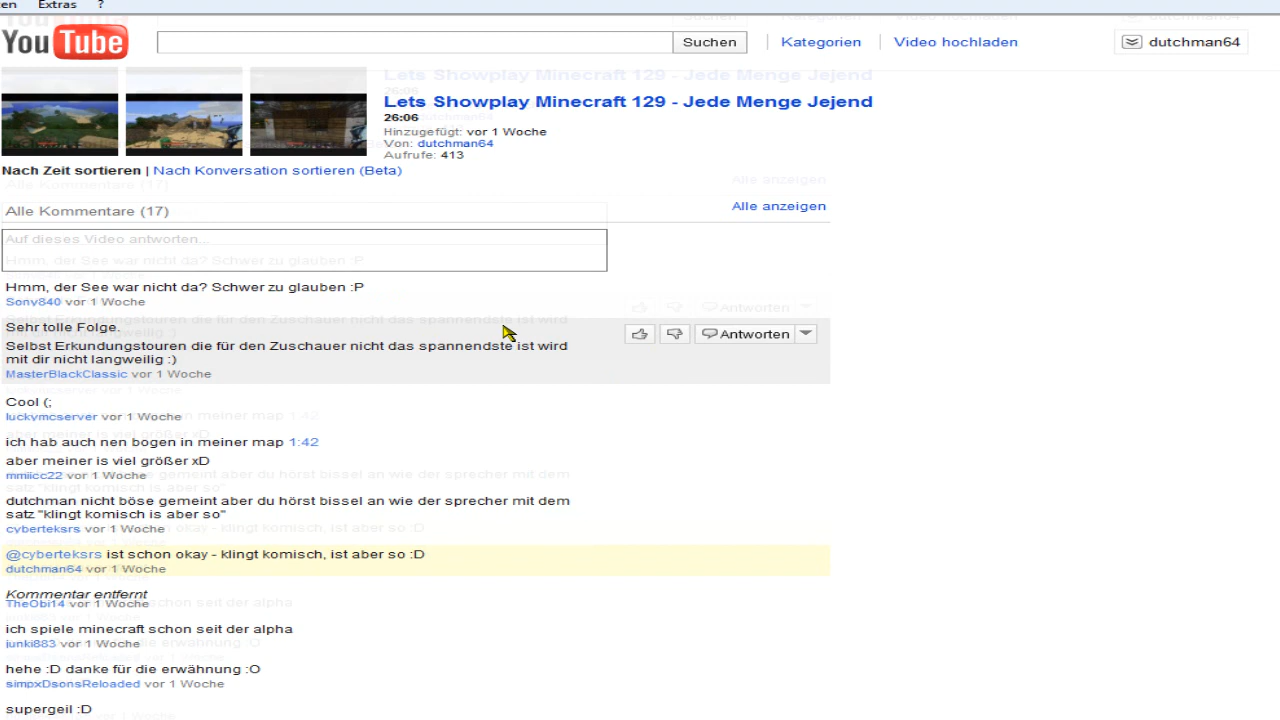 en Extras ?
YouTube
Suchen
Kategorien
Video hochladen
dutchman64
Lets Showplay Minecraft 129 - Jede Menge Jejend
26:06
Hinzugefügt: vor 1 Woche
Von: dutchman64
Aufrufe: 413
Nach Zeit sortieren | Nach Konversation sortieren (Beta)
Alle anzeigen
Alle Kommentare (17)
Auf dieses Video antworten...
Hmm, der See war nicht da? Schwer zu glauben :P
Sony840 vor 1 Woche
Sehr tolle Folge.
Antworten
Selbst Erkundungstouren die für den Zuschauer nicht das spannendste ist wird
mit dir nicht langweilig :)
MasterBlackClassic vor 1 Woche
Cool (;
luckymcserver vor 1 Woche
ich hab auch nen bogen in meiner map 1:42
aber meiner is viel größer xD
mmiicc22 vor 1 Woche
dutchman nicht böse gemeint aber du hörst bissel an wie der sprecher mit dem
satz "klingt komisch is aber so"
cyberteksrs vor 1 Woche
@cyberteksrs ist schon okay - klingt komisch, ist aber so :D
dutchman64 vor 1 Woche
Kommentar entfernt
TheObi14 vor 1 Woche
ich spiele minecraft schon seit der alpha
junki883 vor 1 Woche
hehe :D danke für die erwähnung :O
simpxDsonsReloaded vor 1 Woche
supergeil :D